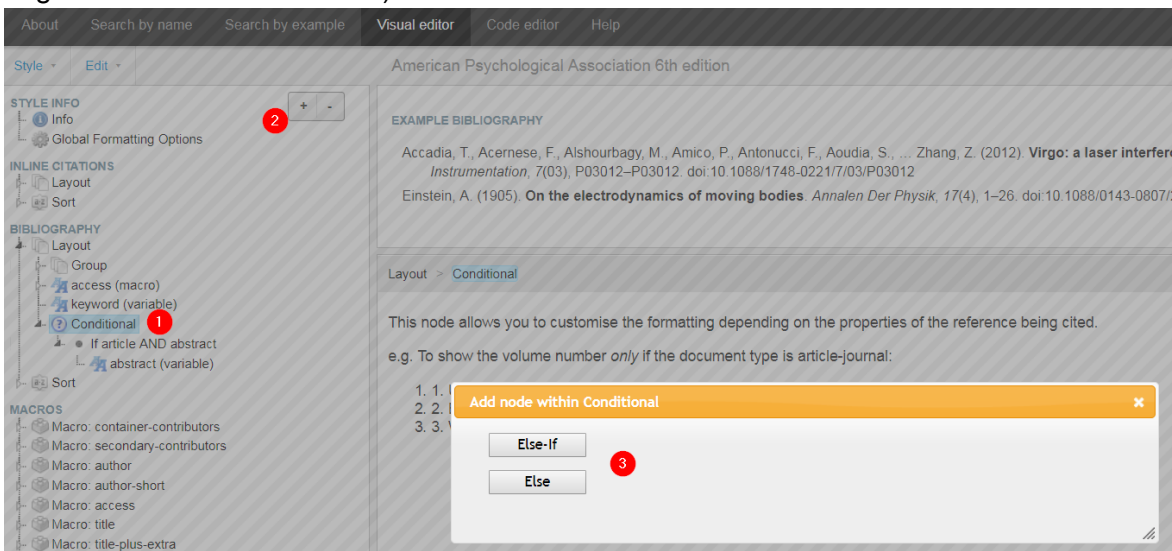 About Search by name Search by example Visual editor Code editor Help
Style Edit
American Psychological Association 6th edition
STYLE INFO
Info
Global Formatting Options
INLINE CITATIONS
Layout
Sort
BIBLIOGRAPHY
Layout
Group
access (macro)
keyword (variable)
Conditional
If article AND abstract
abstract (variable)
Sort
MACROS
Macro: container-contributors
Macro: secondary-contributors
Macro: author
Macro: author-short
Macro: access
Macro: title
Macro: title-plus-extra
+ -
2
1
EXAMPLE BIBLIOGRAPHY
Accadia, T., Acernese, F., Alshourbagy, M., Amico, P., Antonucci, F., Aoudia, S., … Zhang, Z. (2012). Virgo: a laser interfer
Instrumentation, 7(03), P03012–P03012. doi:10.1088/1748-0221/7/03/P03012
Einstein, A. (1905). On the electrodynamics of moving bodies. Annalen Der Physik, 17(4), 1–26. doi:10.1088/0143-0807/
Layout > Conditional
This node allows you to customise the formatting depending on the properties of the reference being cited.
e.g. To show the volume number only if the document type is article-journal:
1. 1.
2. 2.
3. 3.
Add node within Conditional
Else-If
3
Else